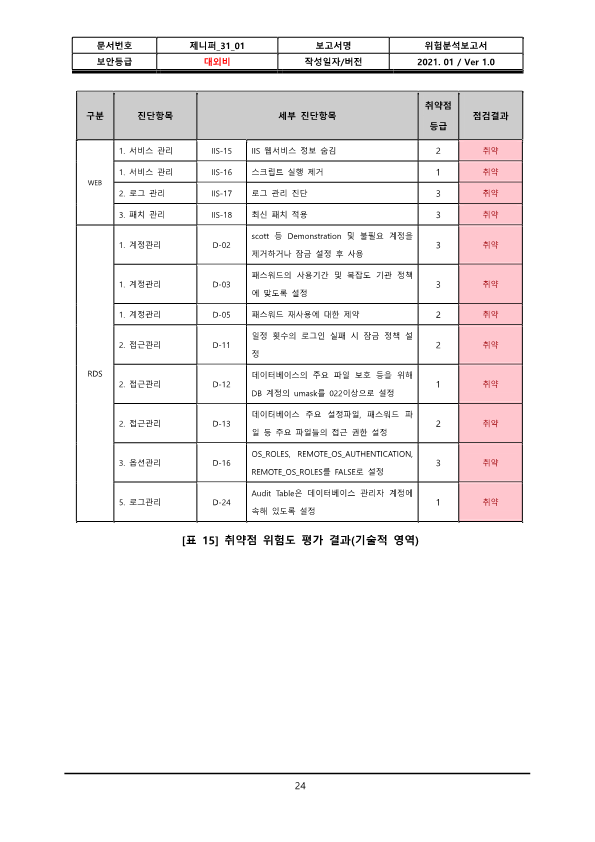 문서번호 제니퍼_31_01 보고서명 위험분석보고서
보안등급 대외비 작성일자/버전 2021. 01 / Ver 1.0
구분 진단항목 세부 진단항목 취약점 점검결과
등급
WEB
1. 서비스 관리 IIS-15 IIS 웹서비스 정보 숨김 2 취약
1. 서비스 관리 IIS-16 스크립트 실행 제거 1 취약
2. 로그 관리 IIS-17 로그 관리 진단 3 취약
3. 패치 관리 IIS-18 최신 패치 적용 3 취약
RDS
1. 계정관리 D-02 scott 등 Demonstration 및 불필요 계정을 3 취약
제거하거나 잠금 설정 후 사용
1. 계정관리 D-03 패스워드의 사용기간 및 복잡도 기관 정책 3 취약
에 맞도록 설정
1. 계정관리 D-05 패스워드 재사용에 대한 제약 2 취약
2. 접근관리 D-11 일정 횟수의 로그인 실패 시 잠금 정책 설 2 취약
정
2. 접근관리 D-12 데이터베이스의 주요 파일 보호 등을 위해 1 취약
DB 계정의 umask를 022이상으로 설정
2. 접근관리 D-13 데이터베이스 주요 설정파일, 패스워드 파 2 취약
일 등 주요 파일들의 접근 권한 설정
3. 옵션관리 D-16 OS_ROLES, REMOTE_OS_AUTHENTICATION, 3 취약
REMOTE_OS_ROLES를 FALSE로 설정
5. 로그관리 D-24 Audit Table은 데이터베이스 관리자 계정에 1 취약
속해 있도록 설정
[표 15] 취약점 위험도 평가 결과(기술적 영역)
24